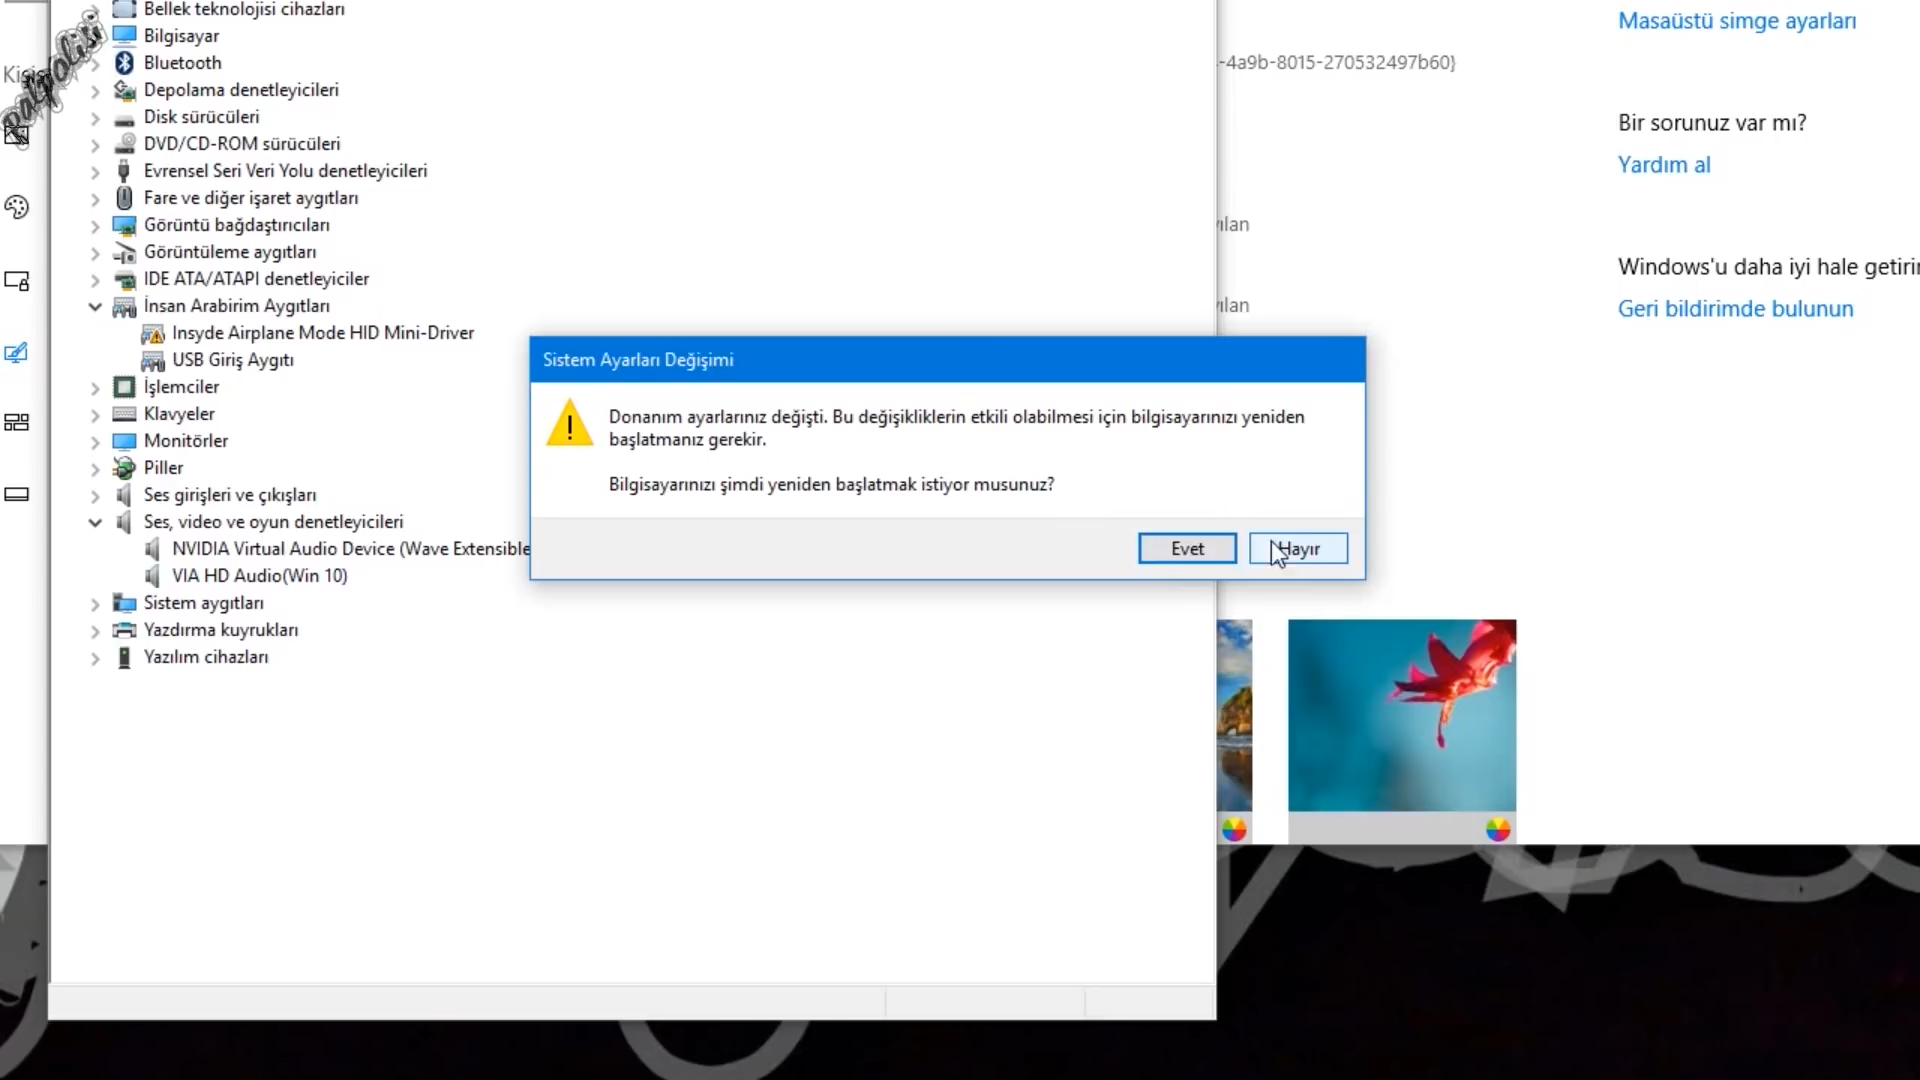 Bellek teknolojisi cihazları
Bilgisayar
Bluetooth
Depolama denetleyicileri
Disk sürücüleri
DVD/CD-ROM sürücüleri
Evrensel Seri Veri Yolu denetleyicileri
Fare ve diğer işaret aygıtları
Görüntü bağdaştırıcıları
Görüntüleme aygıtları
IDE ATA/ATAPI denetleyiciler
İnsan Arabirim Aygıtları
Insyde Airplane Mode HID Mini-Driver
USB Giriş Aygıtı
İşlemciler
Klavyeler
Monitörler
Piller
Ses girişleri ve çıkışları
Ses, video ve oyun denetleyicileri
NVIDIA Virtual Audio Device (Wave Extensible
VIA HD Audio(Win 10)
Sistem aygıtları
Yazdırma kuyrukları
Yazılım cihazları
Sistem Ayarları Değişimi
Donanım ayarlarınız değişti. Bu değişikliklerin etkili olabilmesi için bilgisayarınızı yeniden
başlatmanız gerekir.
Bilgisayarınızı şimdi yeniden başlatmak istiyor musunuz?
Evet
Hayır
-4a9b-8015-270532497b60}
Masaüstü simge ayarları
Bir sorunuz var mı?
Yardım al
Windows'u daha iyi hale getirin
Geri bildirimde bulunun